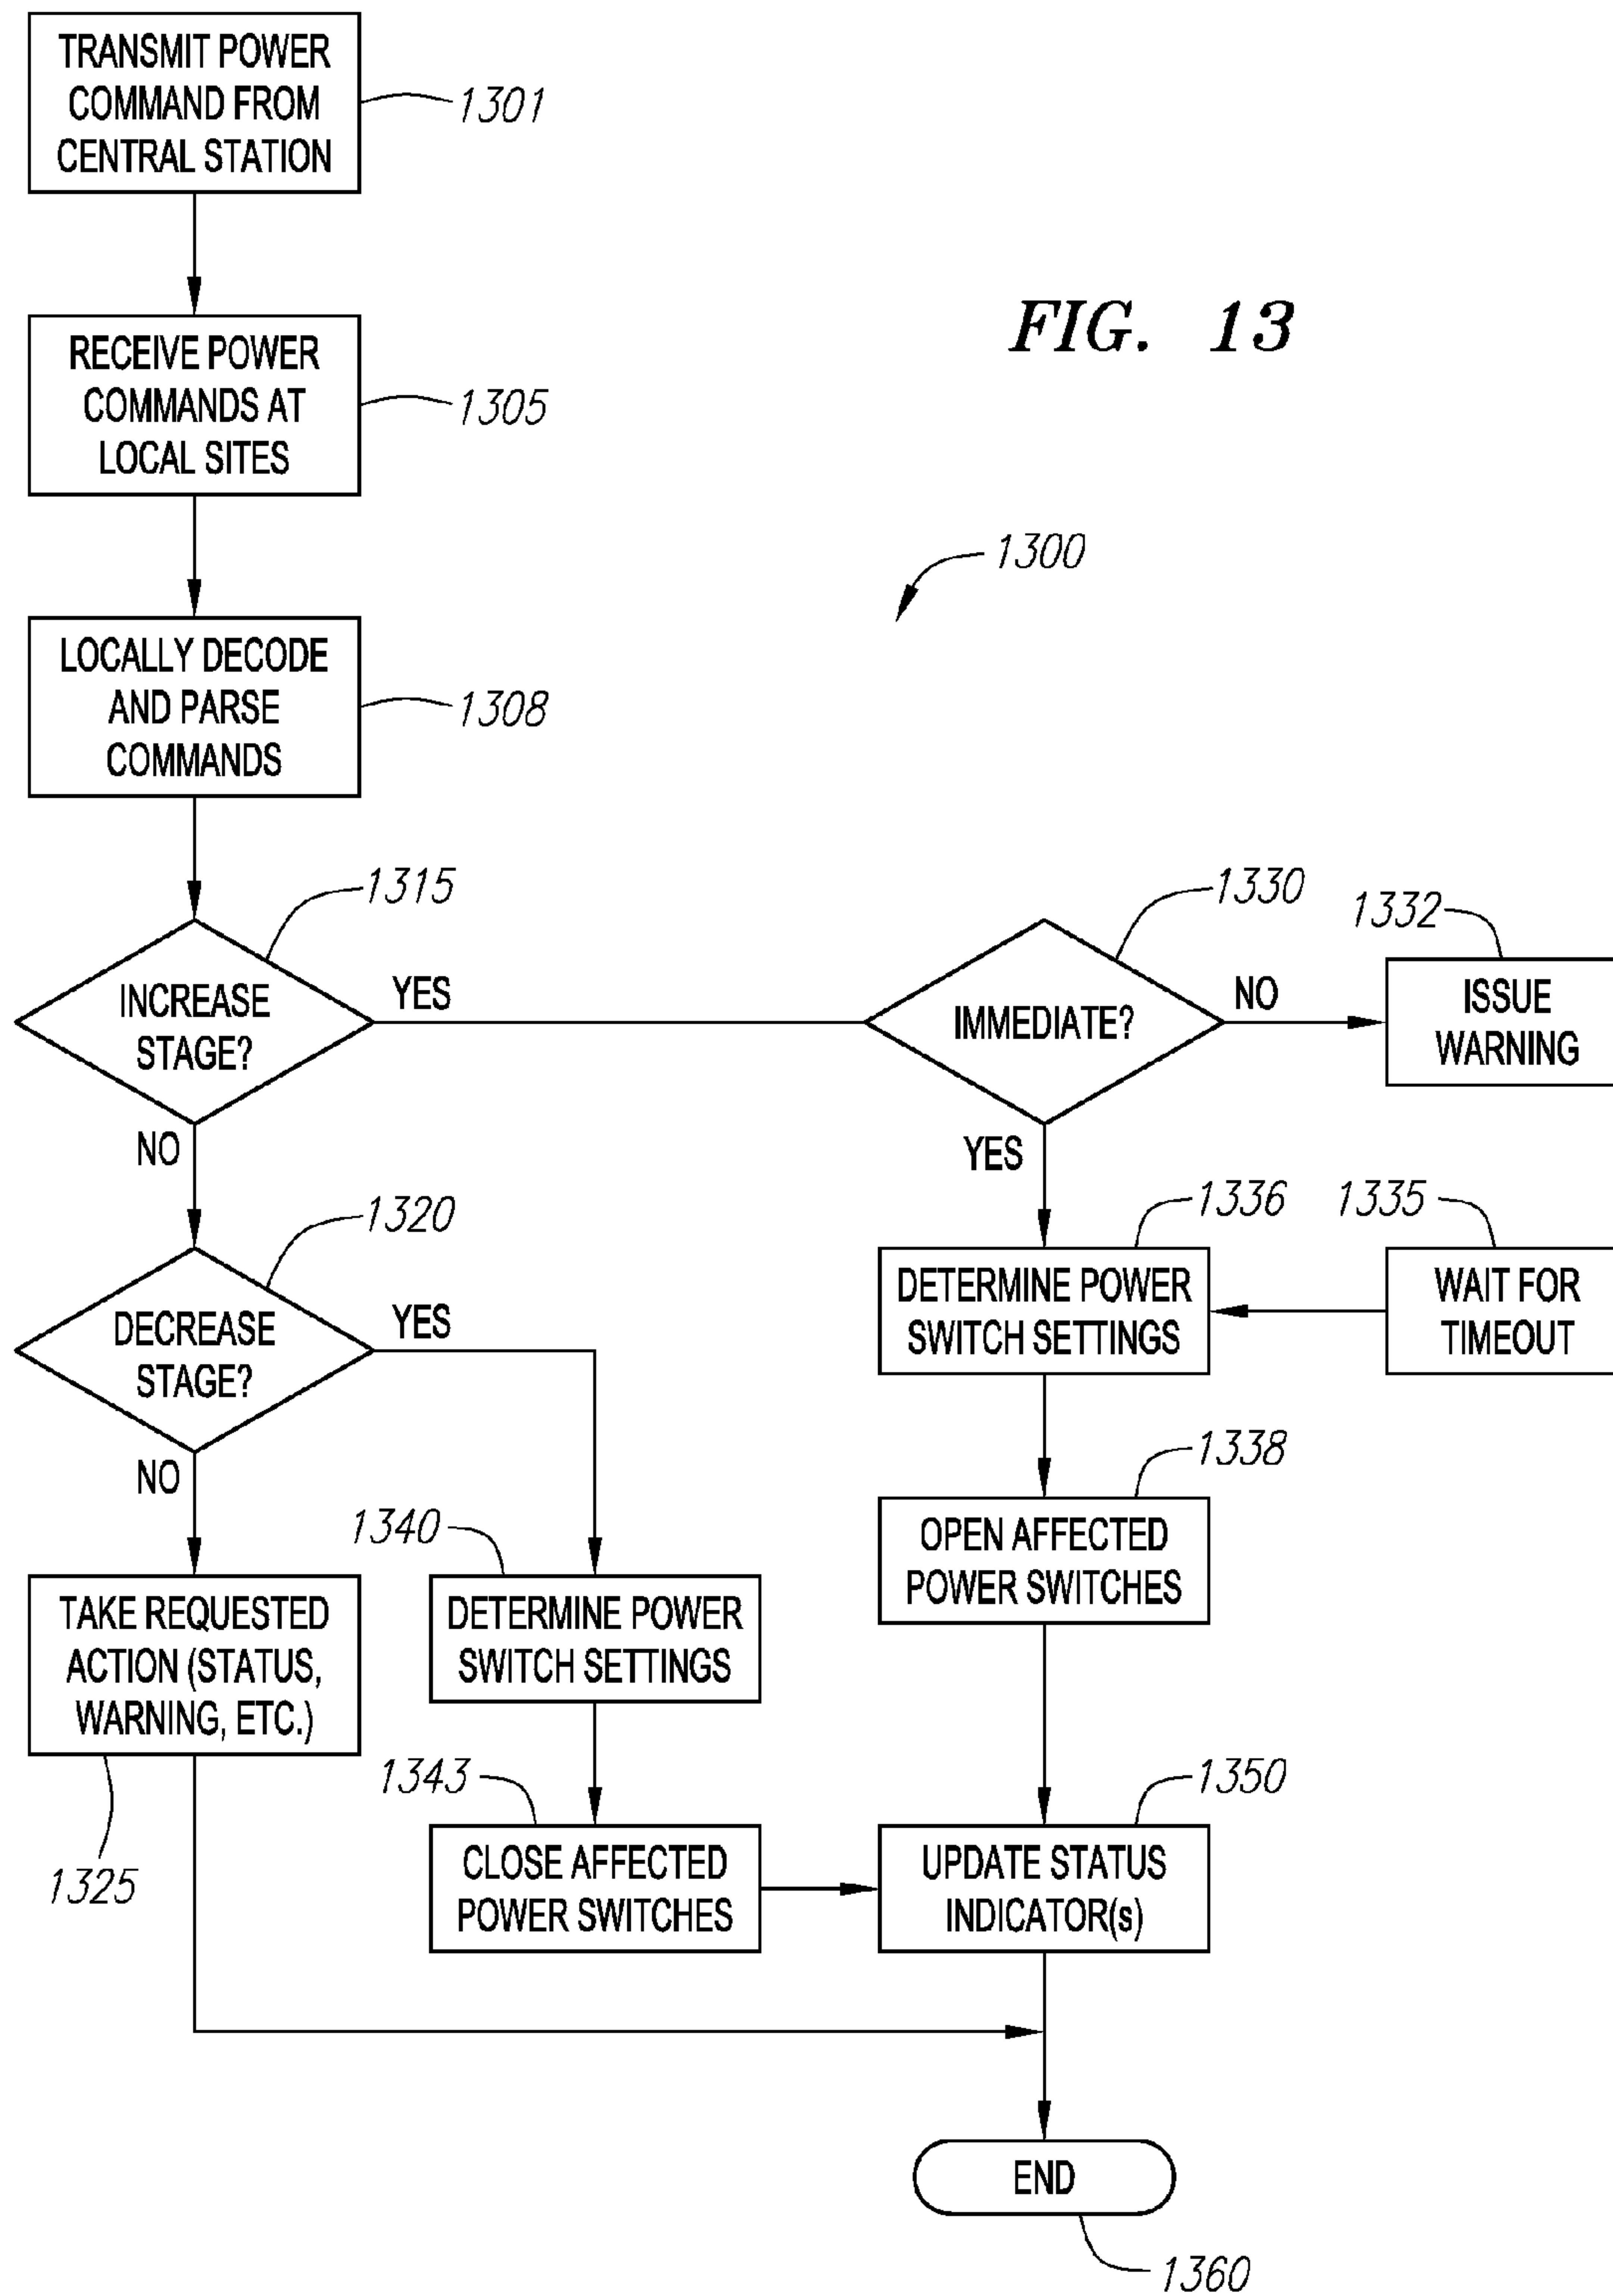 TRANSMIT POWER
COMMAND FROM
CENTRAL STATION
1301
RECEIVE POWER
COMMANDS AT
LOCAL SITES
1305
FIG. 13
1300
LOCALLY DECODE
AND PARSE
COMMANDS
1308
1315
INCREASE
STAGE?
YES
NO
1330
IMMEDIATE?
NO
YES
1332
ISSUE
WARNING
1320
DECREASE
STAGE?
YES
NO
1336
DETERMINE POWER
SWITCH SETTINGS
1335
WAIT FOR
TIMEOUT
1338
OPEN AFFECTED
POWER SWITCHES
TAKE REQUESTED
ACTION (STATUS,
WARNING, ETC.)
1325
1340
DETERMINE POWER
SWITCH SETTINGS
1343
CLOSE AFFECTED
POWER SWITCHES
1350
UPDATE STATUS
INDICATOR(s)
END
1360